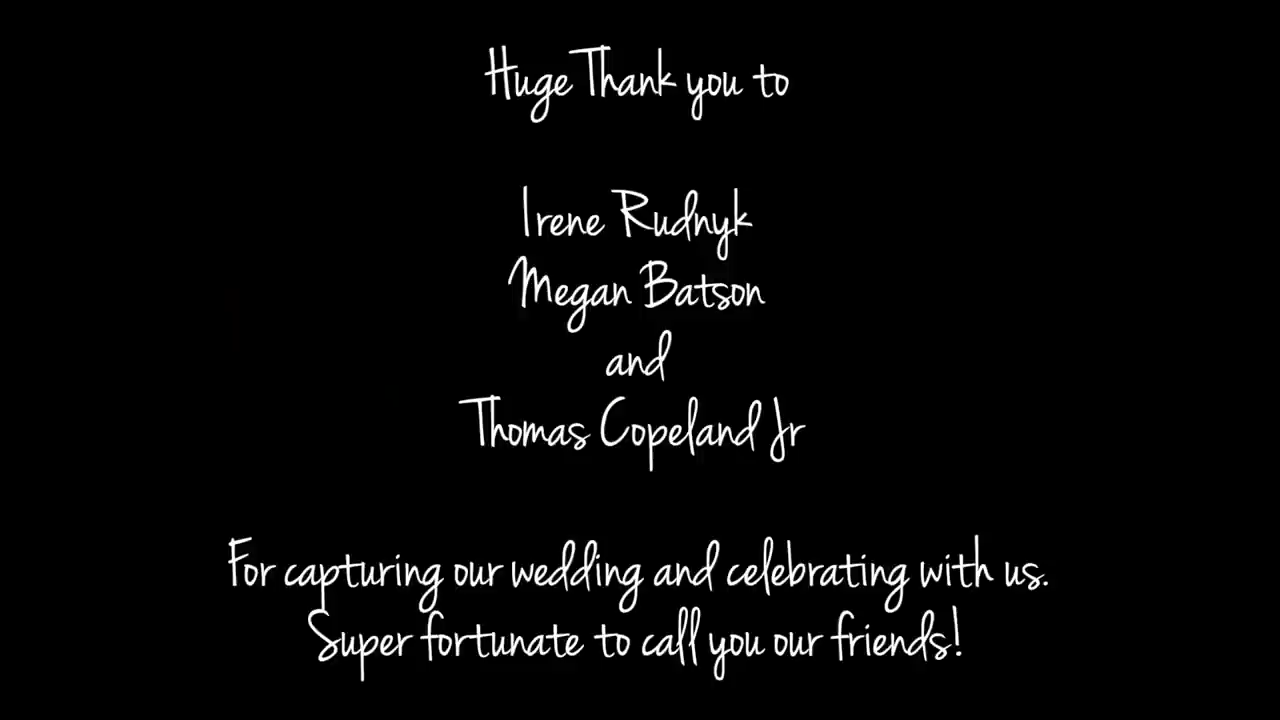 Huge Thank you to
Irene Rudnyk
Megan Batson
and
Thomas Copeland Jr
For capturing our wedding and celebrating with us.
Super fortunate to call you our friends!